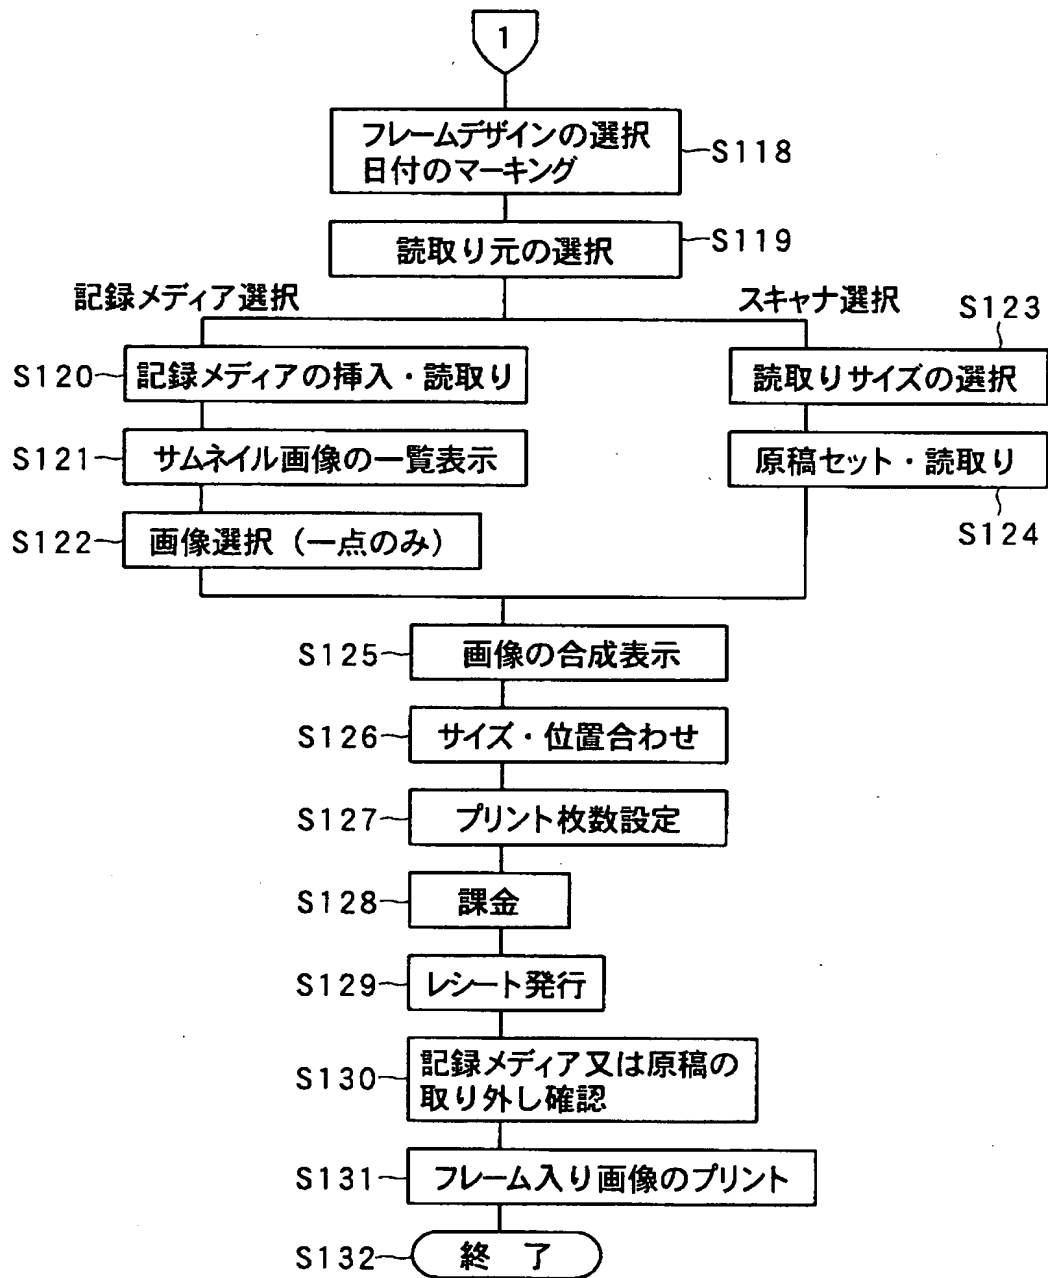 1
フレームデザインの選択
日付のマーキング
S118
読取り元の選択
S119
記録メディア選択
スキャナ選択
S123
S120
記録メディアの挿入・読取り
読取りサイズの選択
S121
サムネイル画像の一覧表示
原稿セット・読取り
S122
画像選択（一点のみ）
S124
S125
画像の合成表示
S126
サイズ・位置合わせ
S127
プリント枚数設定
S128
課金
S129
レシート発行
S130
記録メディア又は原稿の
取り外し確認
S131
フレーム入り画像のプリント
S132
終 了